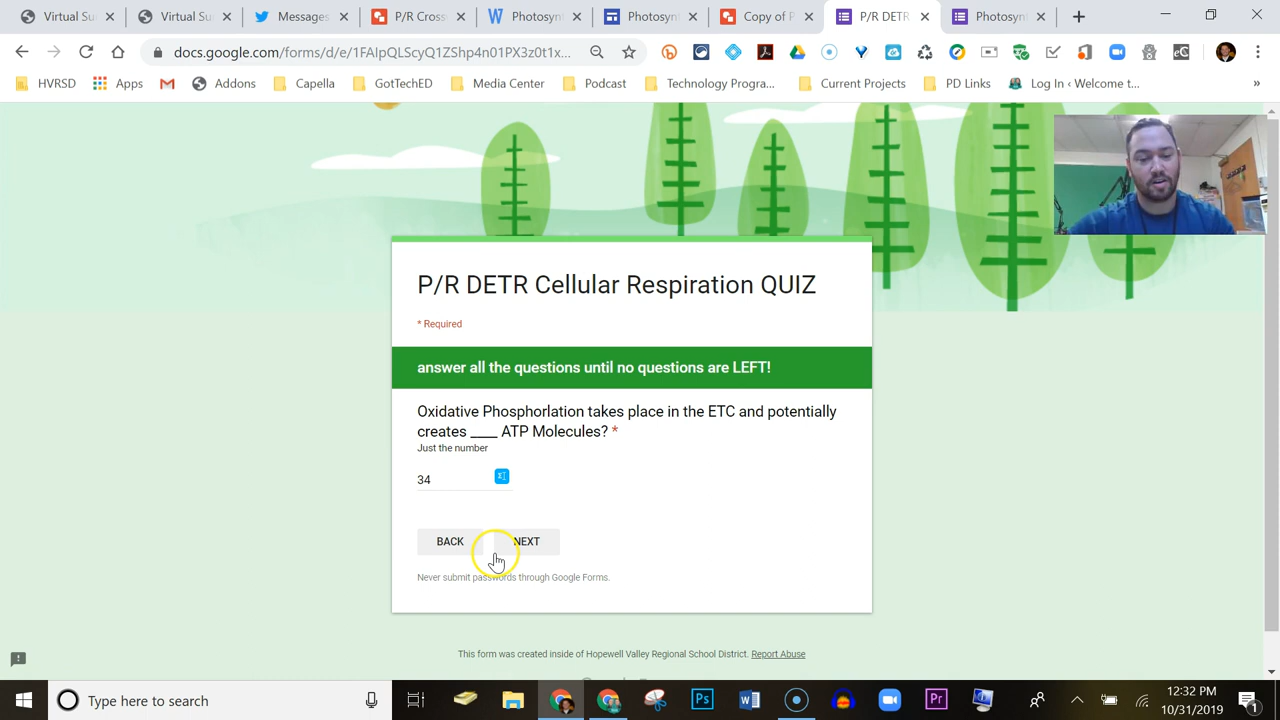 Virtual Su
Virtual Su
Messages
P/R Cross
Photosyn
Photosyn
Copy of P
P/R DETR
Photosyn
docs.google.com/forms/d/e/1FAIpQLScyQ1ZShp4n01PX3z0t1x...
HVRSD
Apps
Addons
Capella
GotTechED
Media Center
Podcast
Technology Progra...
Current Projects
PD Links
Log In ‹ Welcome t...
»
P/R DETR Cellular Respiration QUIZ
* Required
answer all the questions until no questions are LEFT!
Oxidative Phosphorlation takes place in the ETC and potentially
creates ____ ATP Molecules? *
Just the number
34
BACK
NEXT
Never submit passwords through Google Forms.
This form was created inside of Hopewell Valley Regional School District. Report Abuse
Type here to search
12:32 PM
10/31/2019